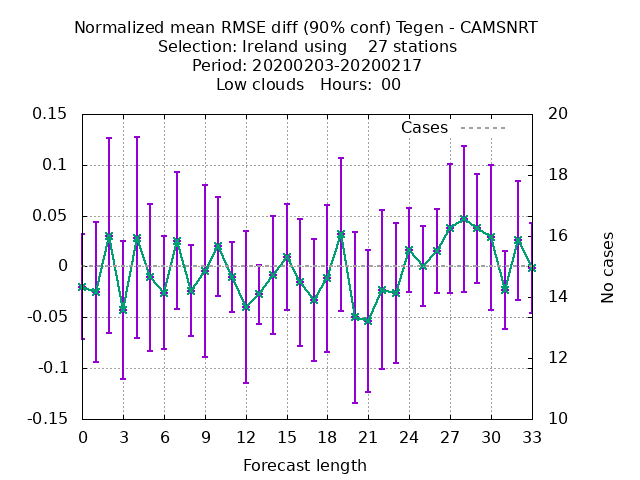 Normalized mean RMSE diff (90% conf) Tegen - CAMSNRT
Selection: Ireland using 27 stations
Period: 20200203-20200217
Low clouds Hours: 00
0.15
0.1
0.05
0
-0.05
-0.1
-0.15
Cases
20
18
16
14
12
10
No cases
0 3 6 9 12 15 18 21 24 27 30 33
Forecast length